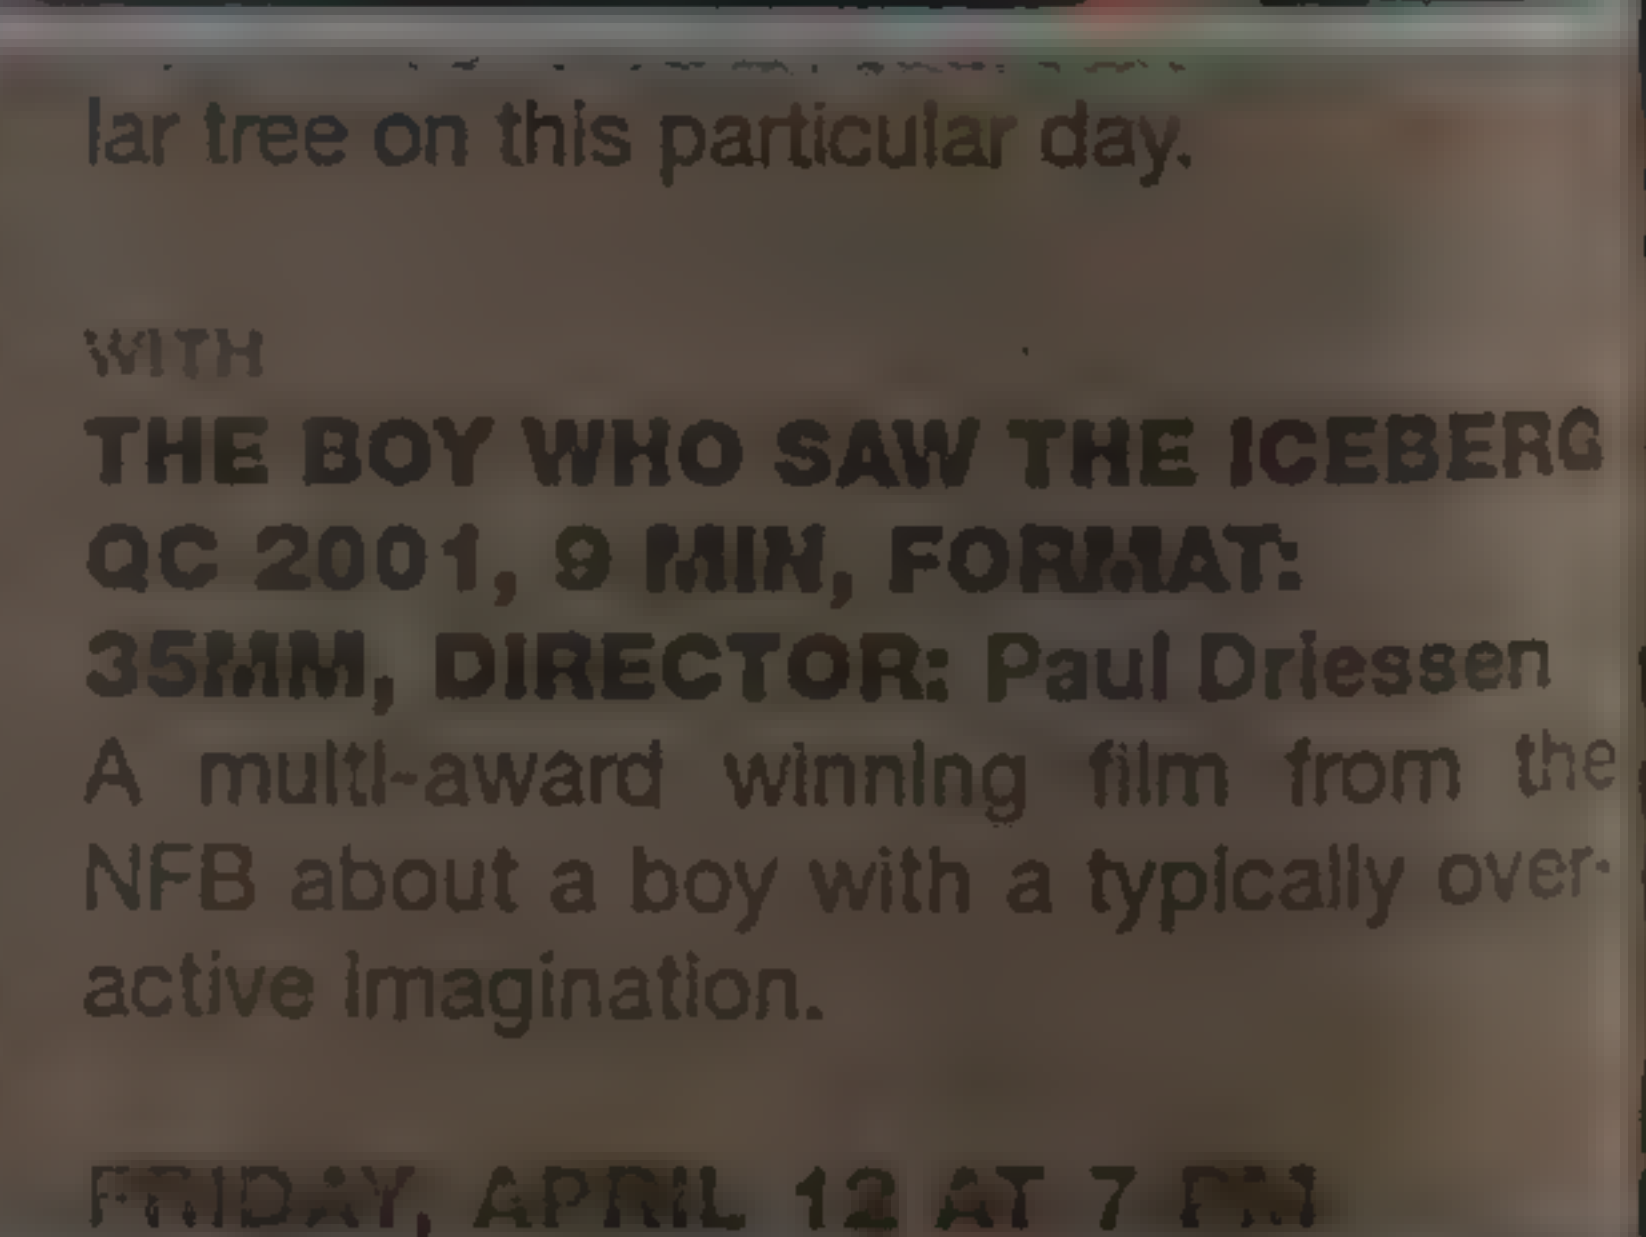 lar tree on this particular day.
WITH
THE BOY WHO SAW THE ICEBERG
QC 2001, 9 MIN, FORMAT:
35MM, DIRECTOR: Paul Driessen
A multi-award winning film from the
NFB about a boy with a typically over-
active imagination.
FRIDAY, APRIL 12 AT 7 PM